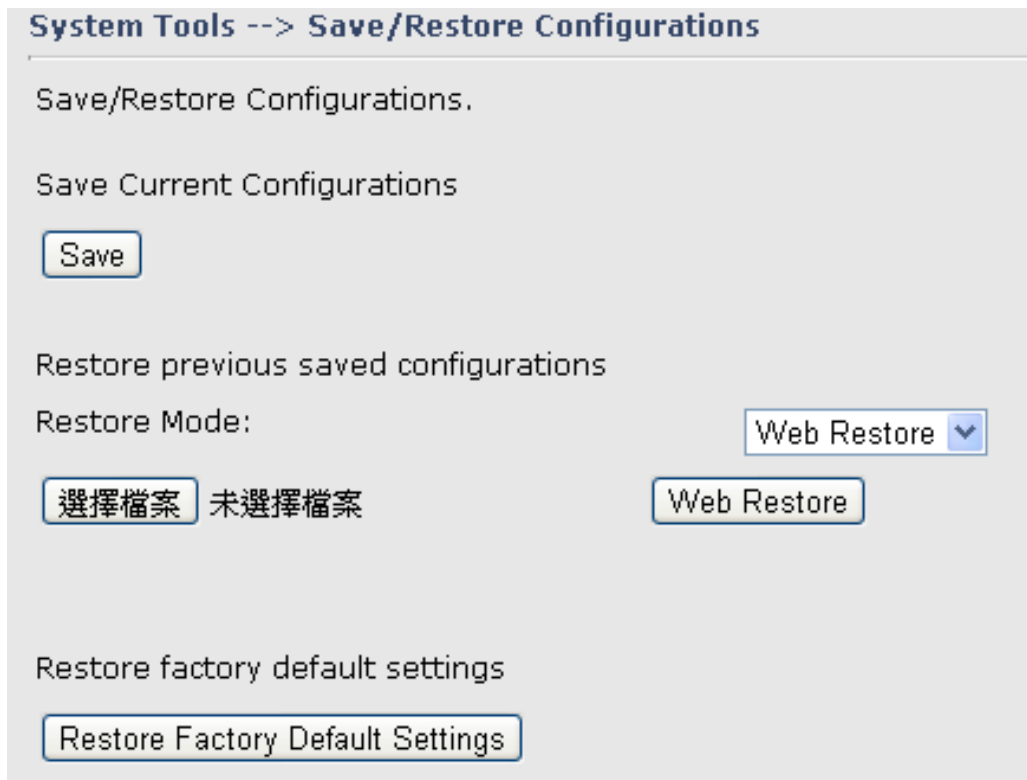 System Tools --> Save/Restore Configurations
Save/Restore Configurations.
Save Current Configurations
Save
Restore previous saved configurations
Restore Mode: Web Restore
選擇檔案 未選擇檔案 Web Restore
Restore factory default settings
Restore Factory Default Settings